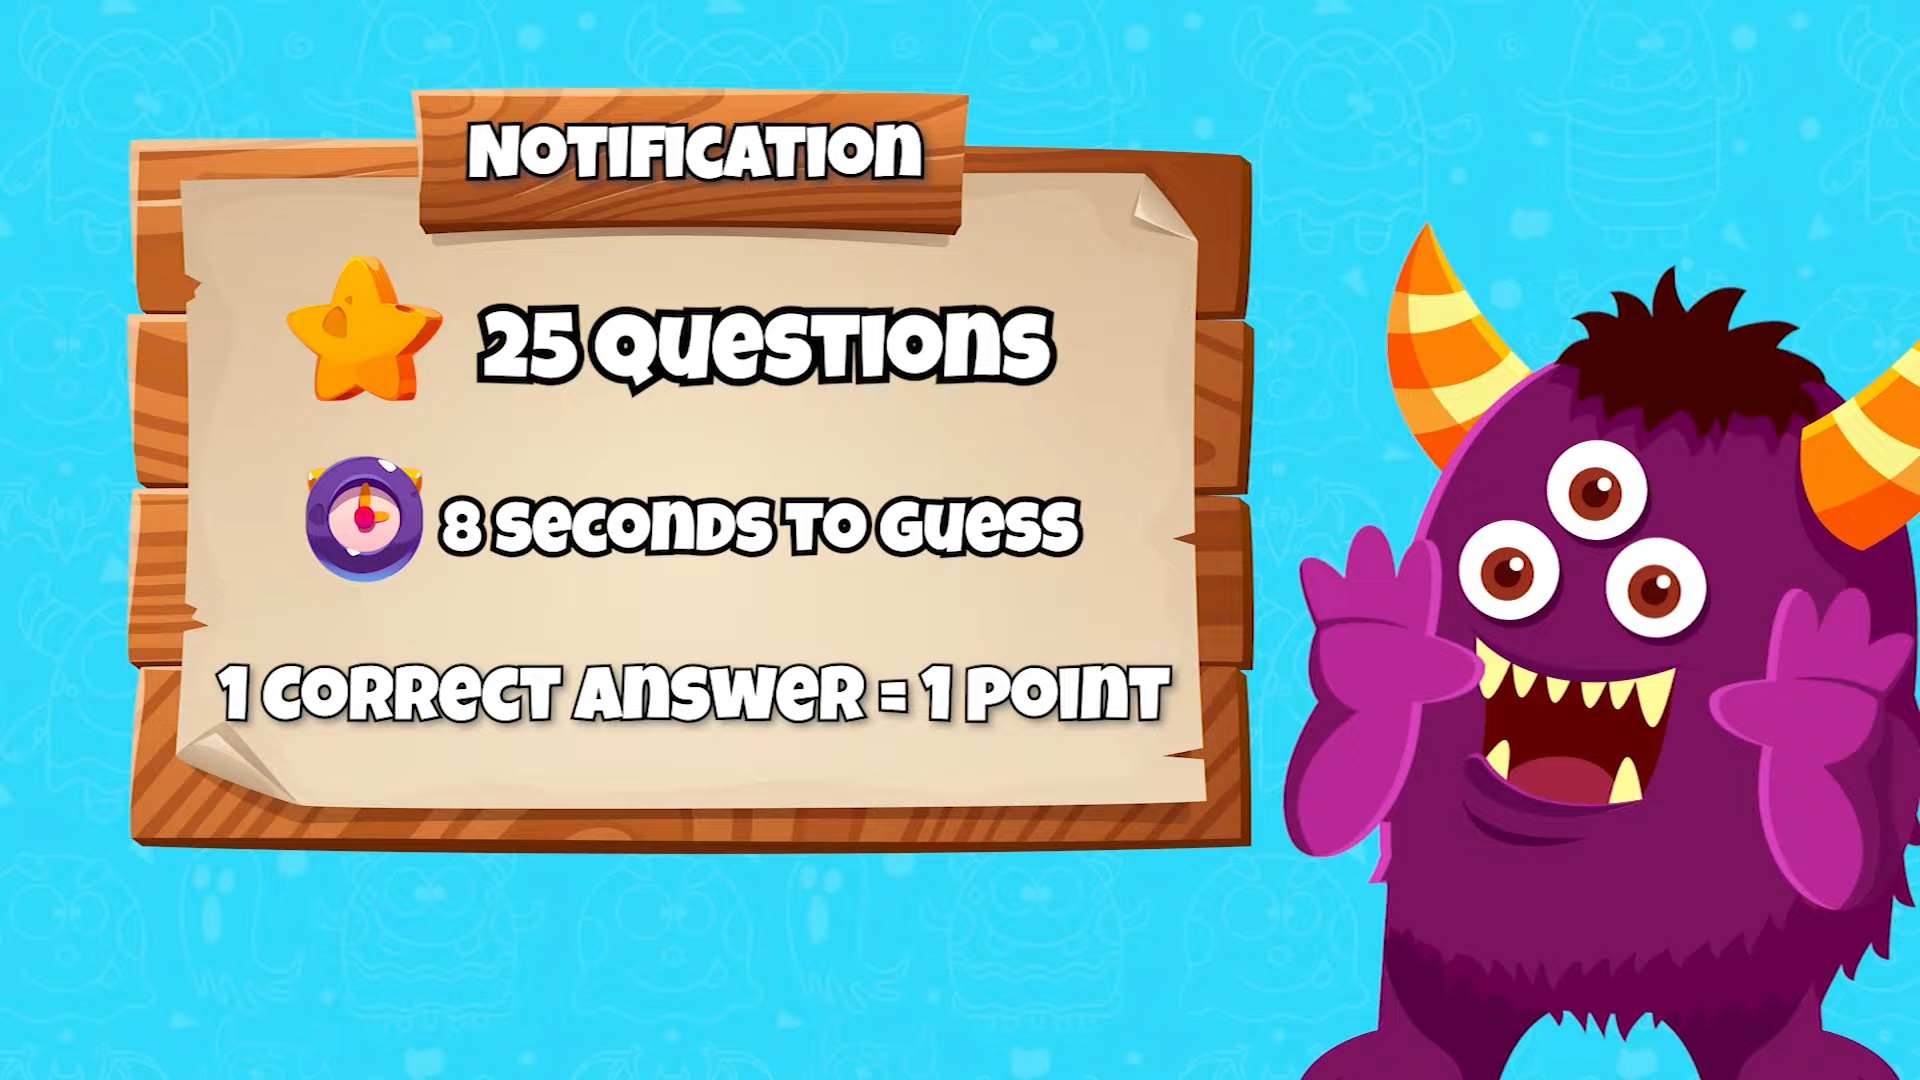 NOTIFICATION
25 QUESTIONS
8 SECONDS TO GUESS
1 CORRECT ANSWER = 1 POINT